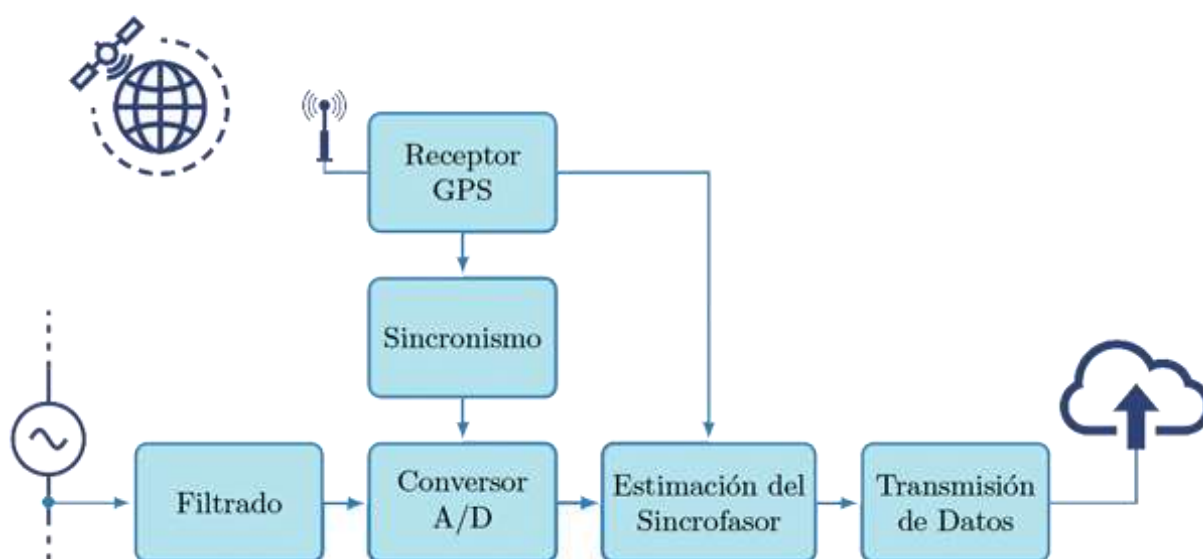 Receptor
GPS
Sincronismo
Filtrado
Conversor
A/D
Estimación del
Sincrofasor
Transmisión
de Datos